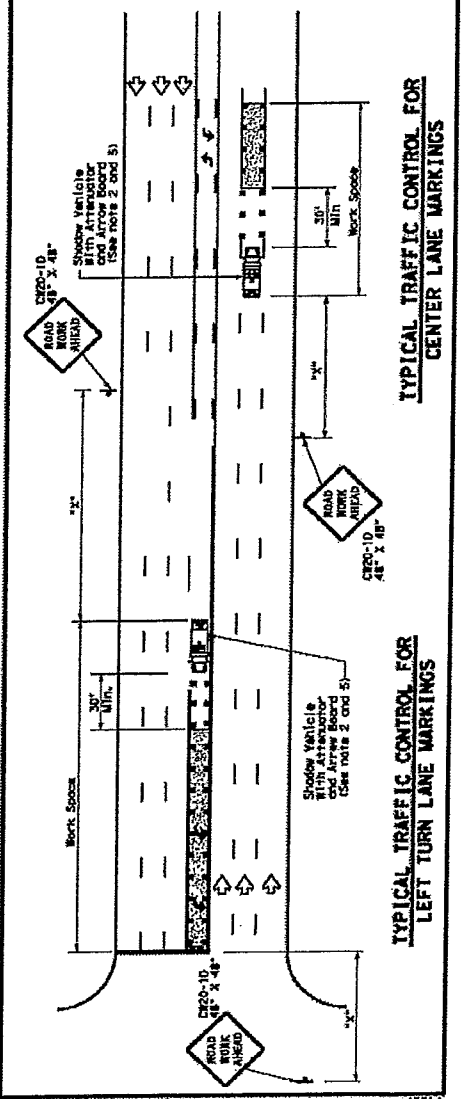 CW20-1D
48" X 48"
ROAD
WORK
AHEAD
Shadow Vehicle
With Attenuator
and Arrow Board
(See note 2 and 5)
"X"
30'
Min.
Work Space
CW20-1D
48" X 48"
ROAD
WORK
AHEAD
"X"
Shadow Vehicle
With Attenuator
and Arrow Board
(See note 2 and 5)
TYPICAL TRAFFIC CONTROL FOR
LEFT TURN LANE MARKINGS
30'
Min
Work Space
"X"
ROAD
WORK
AHEAD
CW20-1D
48" X 48"
TYPICAL TRAFFIC CONTROL FOR
CENTER LANE MARKINGS